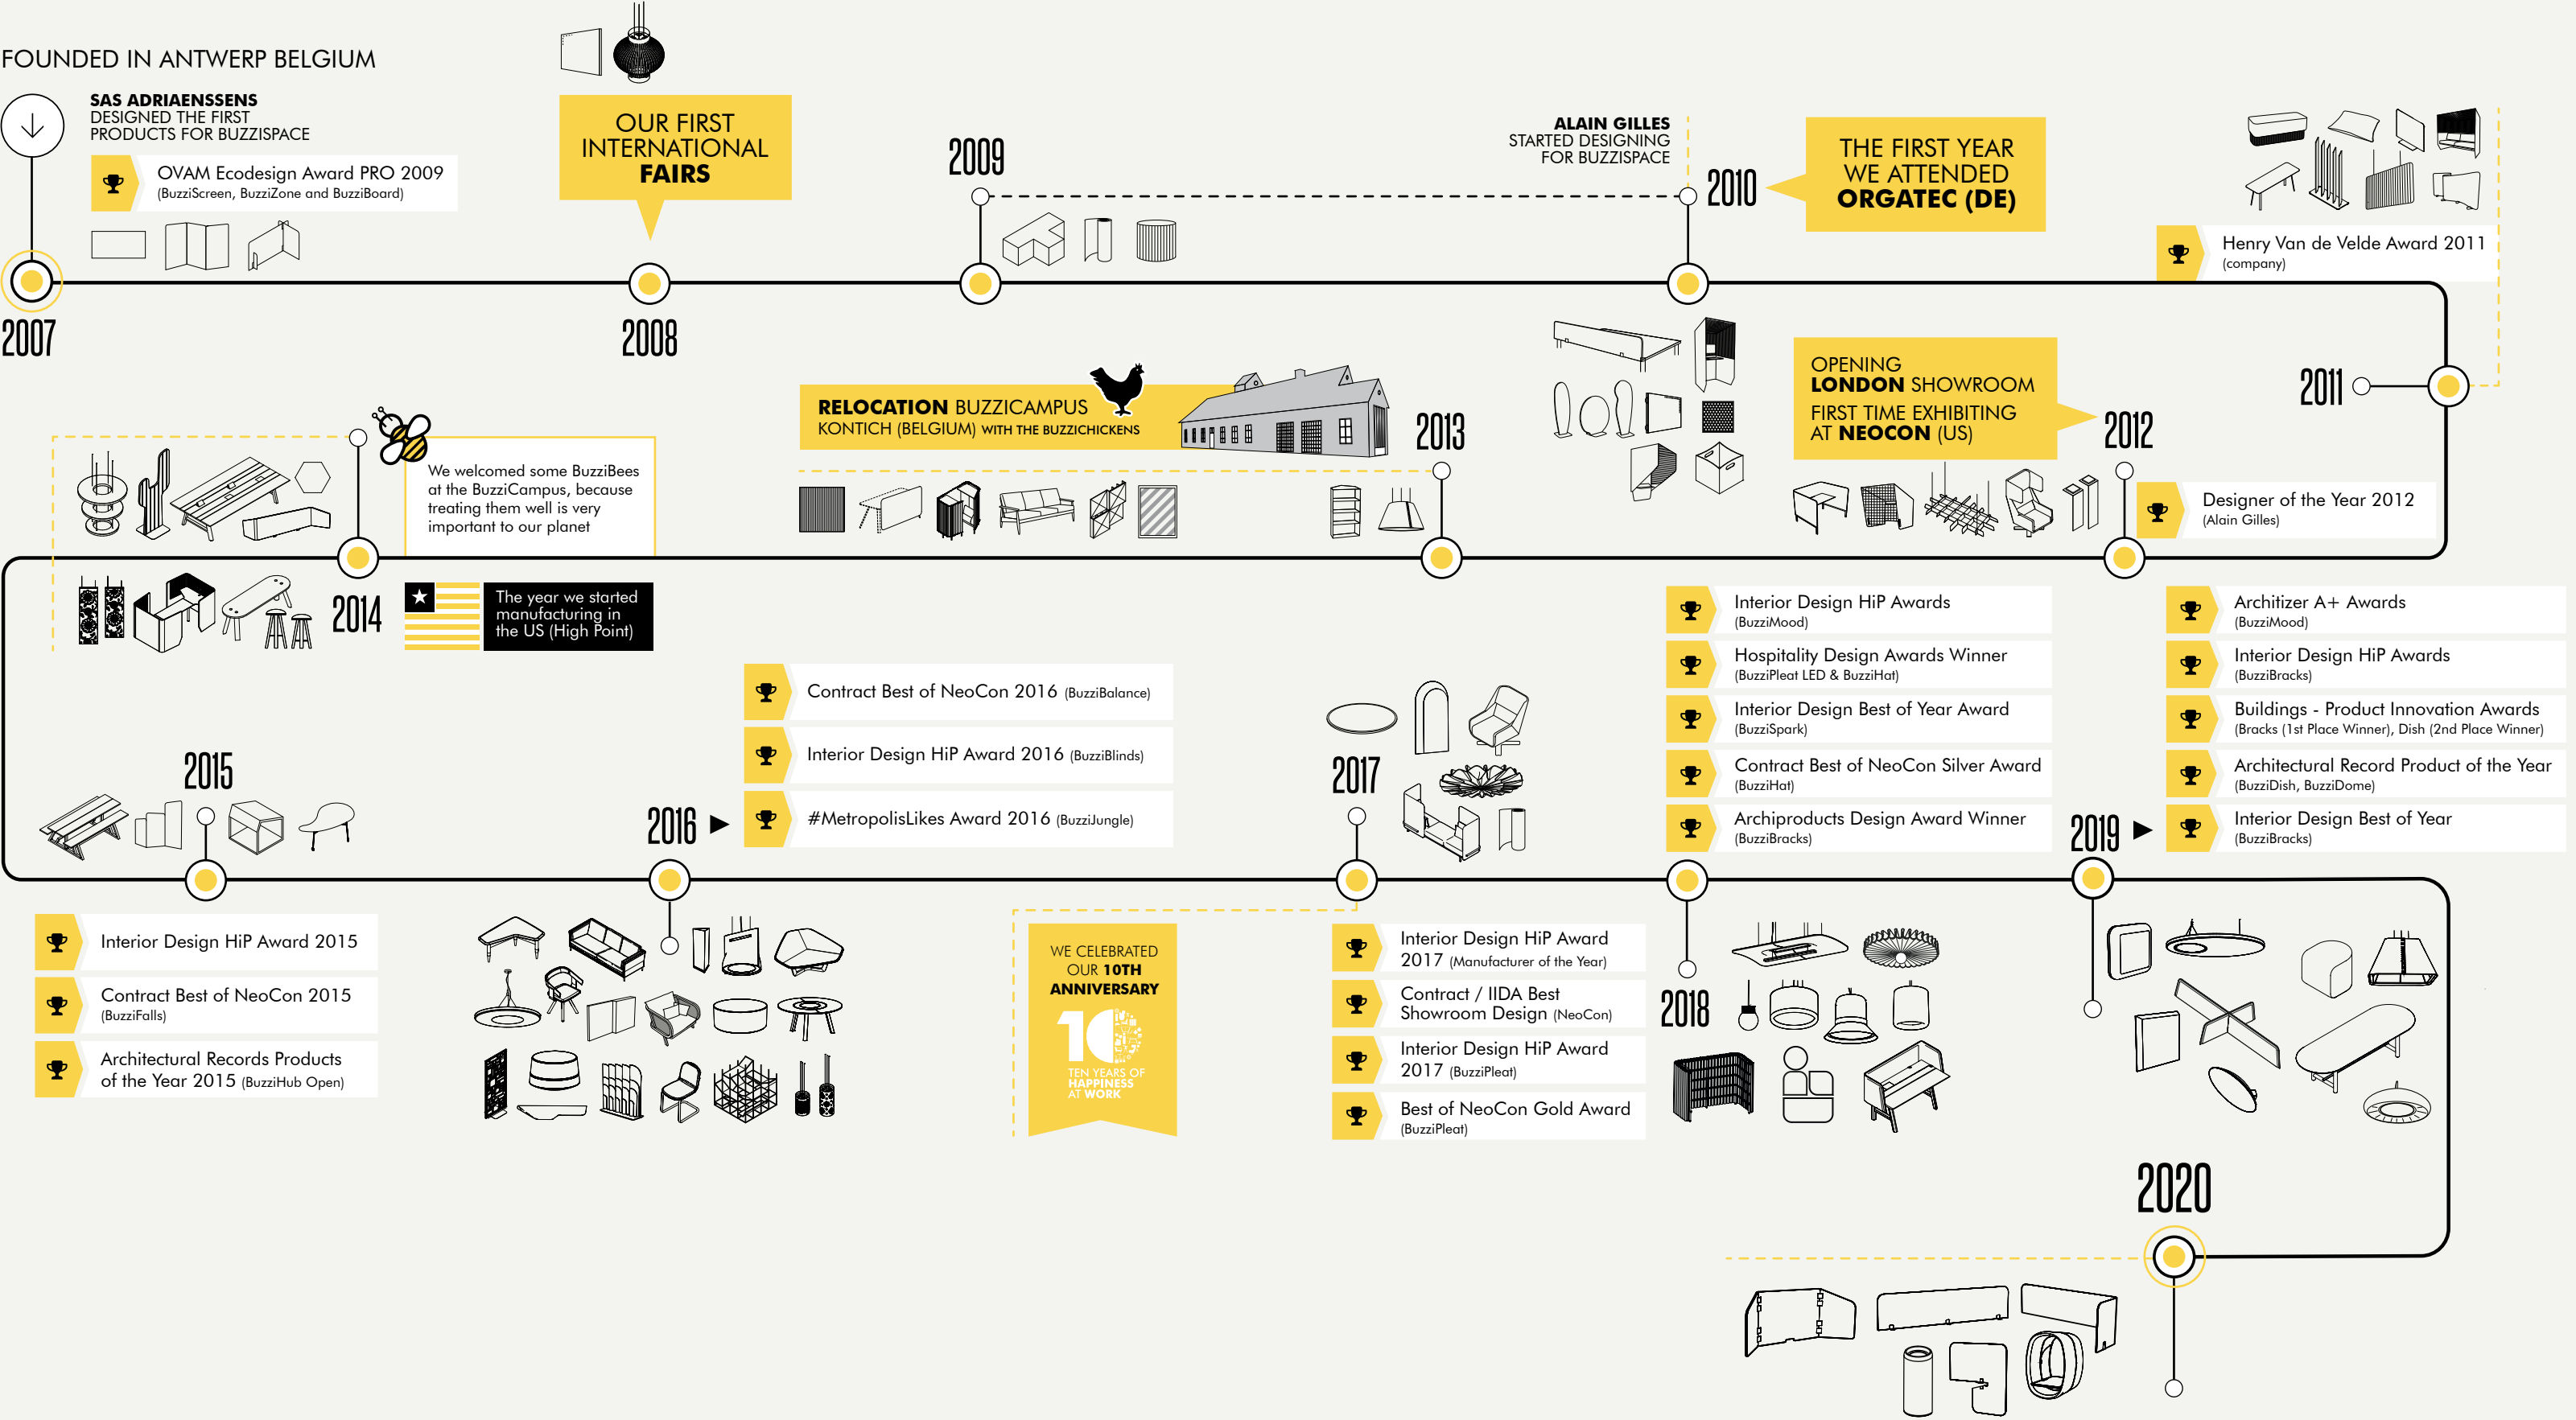 FOUNDED IN ANTWERP BELGIUM
SAS ADRIAENSSENS
DESIGNED THE FIRST
PRODUCTS FOR BUZZISPACE
OVAM Ecodesign Award PRO 2009
(BuzziScreen, BuzziZone and BuzziBoard)
2007
OUR FIRST
INTERNATIONAL
FAIRS
2008
2009
ALAIN GILLES
STARTED DESIGNING
FOR BUZZISPACE
2010
THE FIRST YEAR
WE ATTENDED
ORGATEC (DE)
Henry Van de Velde Award 2011
(company)
2011
OPENING
LONDON SHOWROOM
FIRST TIME EXHIBITING
AT NEOCON (US)
2012
Designer of the Year 2012
(Alain Gilles)
RELOCATION BUZZICAMPUS
KONTICH (BELGIUM) WITH THE BUZZICHICKENS
2013
We welcomed some BuzziBees
at the BuzziCampus, because
treating them well is very
important to our planet
2014
The year we started
manufacturing in
the US (High Point)
2015
Interior Design HiP Award 2015
Contract Best of NeoCon 2015
(BuzziFalls)
Architectural Records Products
of the Year 2015 (BuzziHub Open)
2016
Contract Best of NeoCon 2016 (BuzziBalance)
Interior Design HiP Award 2016 (BuzziBlinds)
#MetropolisLikes Award 2016 (BuzziJungle)
2017
WE CELEBRATED
OUR 10TH
ANNIVERSARY
10
TEN YEARS OF
HAPPINESS
AT WORK
Interior Design HiP Award
2017 (Manufacturer of the Year)
Contract / IIDA Best
Showroom Design (NeoCon)
Interior Design HiP Award
2017 (BuzziPleat)
Best of NeoCon Gold Award
(BuzziPleat)
Interior Design HiP Awards
(BuzziMood)
Hospitality Design Awards Winner
(BuzziPleat LED & BuzziHat)
Interior Design Best of Year Award
(BuzziSpark)
Contract Best of NeoCon Silver Award
(BuzziHat)
Archiproducts Design Award Winner
(BuzziBracks)
2018
2019
Architizer A+ Awards
(BuzziMood)
Interior Design HiP Awards
(BuzziBracks)
Buildings - Product Innovation Awards
(Bracks (1st Place Winner), Dish (2nd Place Winner)
Architectural Record Product of the Year
(BuzziDish, BuzziDome)
Interior Design Best of Year
(BuzziBracks)
2020